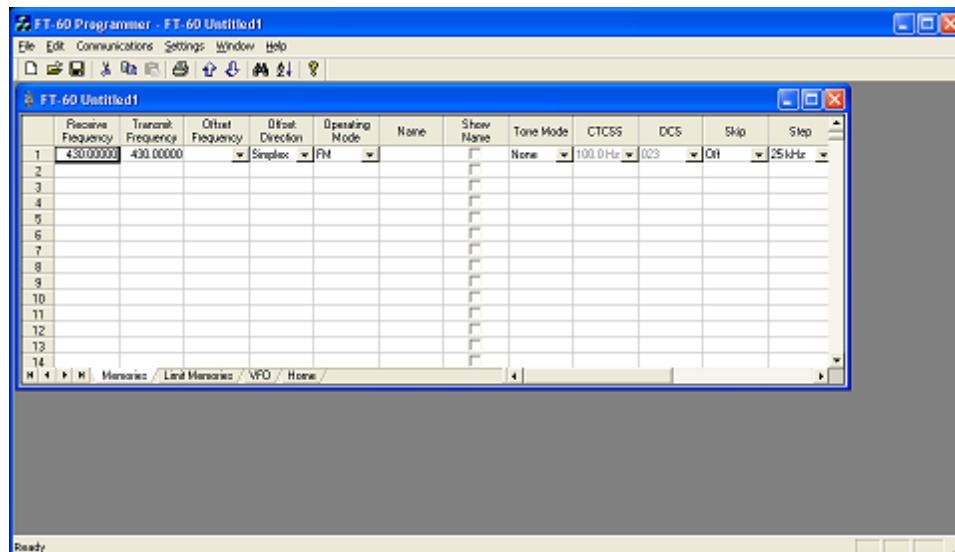 FT-60 Programmer - FT-60 Untitled1
File Edit Communications Settings Window Help
FT-60 Untitled1
Receive Frequency Transmit Frequency Offset Frequency Offset Direction Operating Mode Name Show Name Tone Mode CTCSS DCS Skip Step
1 430.00000 430.00000 Simplex FM None 100.0 Hz 023 Off 25 kHz
2
3
4
5
6
7
8
9
10
11
12
13
14
Memories Limit Memories VFO Home
Ready